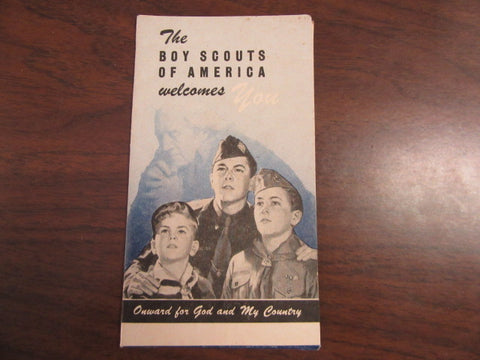 The
BOY SCOUTS
OF AMERICA
welcomes You
Onward for God and My Country